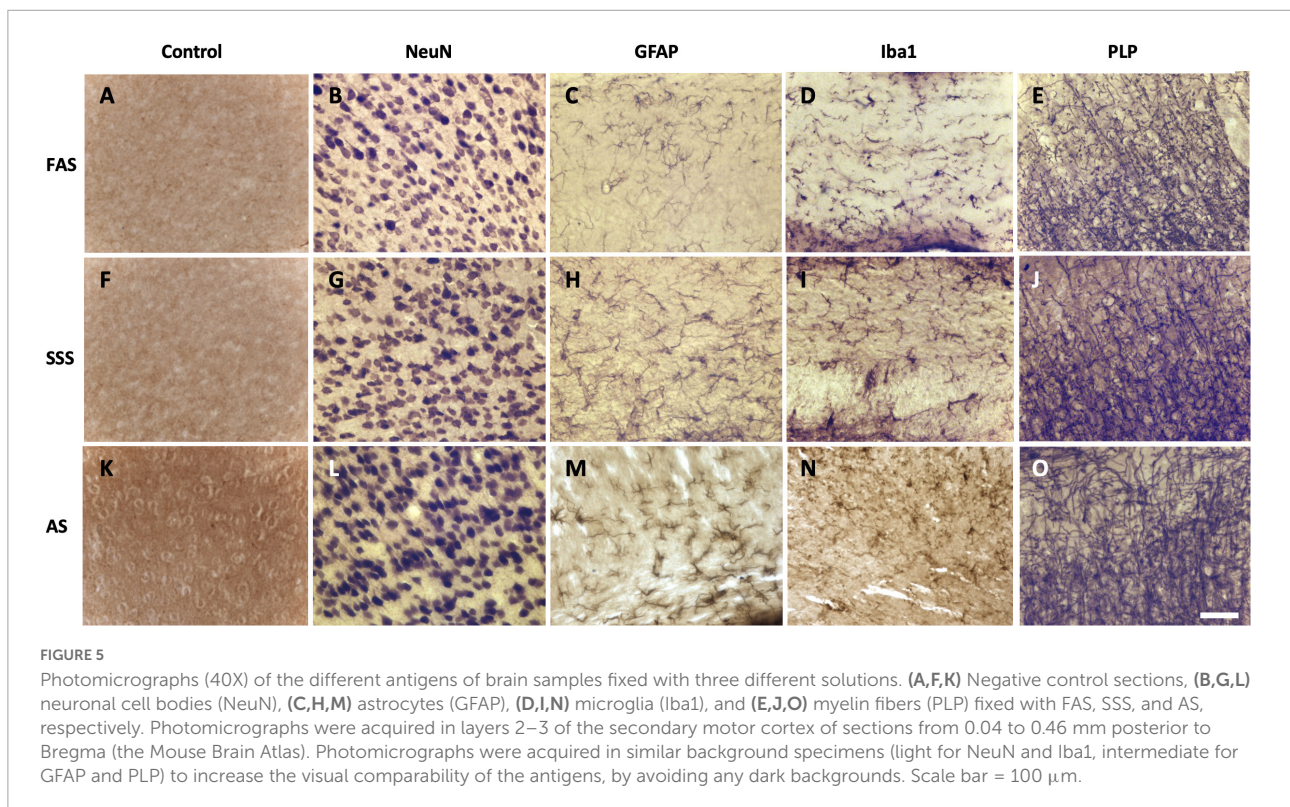 Control NeuN GFAP Iba1 PLP
FAS A B C D E
SSS F G H I J
AS K L M N O
FIGURE 5
Photomicrographs (40X) of the different antigens of brain samples fixed with three different solutions. (A,F,K) Negative control sections, (B,G,L)
neuronal cell bodies (NeuN), (C,H,M) astrocytes (GFAP), (D,I,N) microglia (Iba1), and (E,J,O) myelin fibers (PLP) fixed with FAS, SSS, and AS,
respectively. Photomicrographs were acquired in layers 2–3 of the secondary motor cortex of sections from 0.04 to 0.46 mm posterior to
Bregma (the Mouse Brain Atlas). Photomicrographs were acquired in similar background specimens (light for NeuN and Iba1, intermediate for
GFAP and PLP) to increase the visual comparability of the antigens, by avoiding any dark backgrounds. Scale bar = 100 μm.